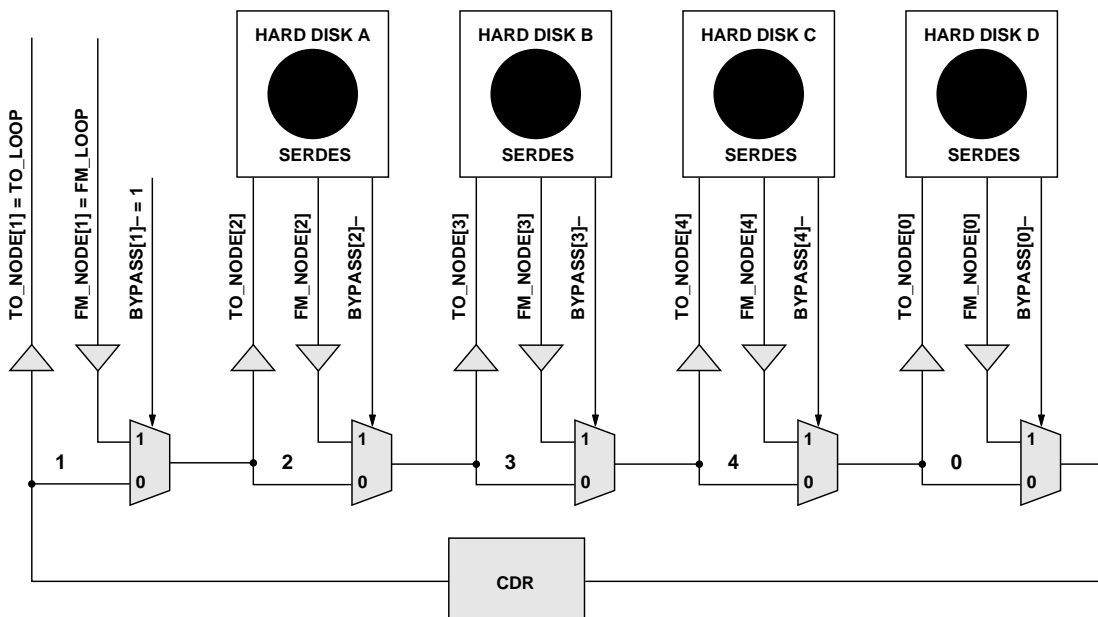 HARD DISK A
SERDES
HARD DISK B
SERDES
HARD DISK C
SERDES
HARD DISK D
SERDES
TO_NODE[1] = TO_LOOP
FM_NODE[1] = FM_LOOP
BYPASS[1]– = 1
TO_NODE[2]
FM_NODE[2]
BYPASS[2]–
TO_NODE[3]
FM_NODE[3]
BYPASS[3]–
TO_NODE[4]
FM_NODE[4]
BYPASS[4]–
TO_NODE[0]
FM_NODE[0]
BYPASS[0]–
1
1
0
2
1
0
3
1
0
4
1
0
0
1
0
CDR